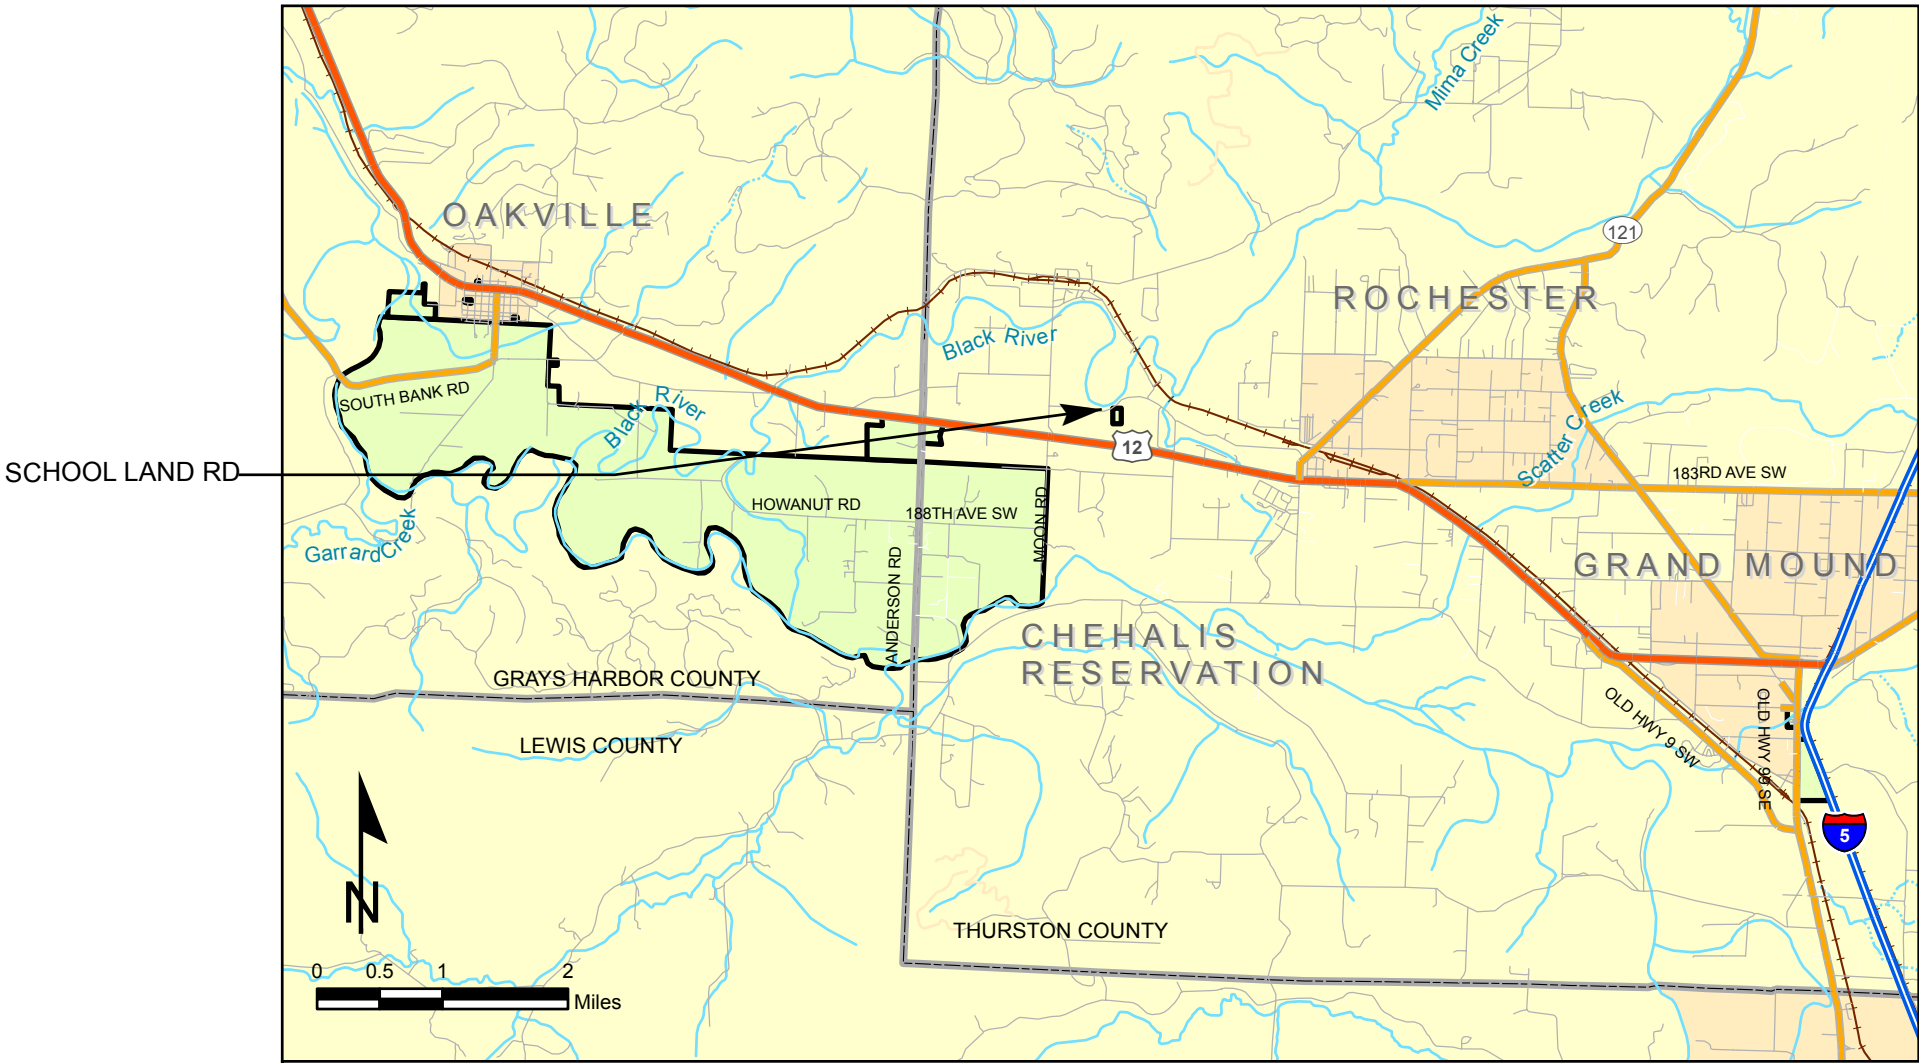 Mima Creek
OAKVILLE
121
ROCHESTER
Black River
SOUTH BANK RD
Black River
Scatter Creek
12
SCHOOL LAND RD
183RD AVE SW
HOWANUT RD
188TH AVE SW
MOON RD
Garrard Creek
GRAND MOUND
ANDERSON RD
CHEHALIS
RESERVATION
GRAYS HARBOR COUNTY
OLD HWY 9 SW
OLD HWY 99 SE
LEWIS COUNTY
5
N
THURSTON COUNTY
0 0.5 1 2
Miles